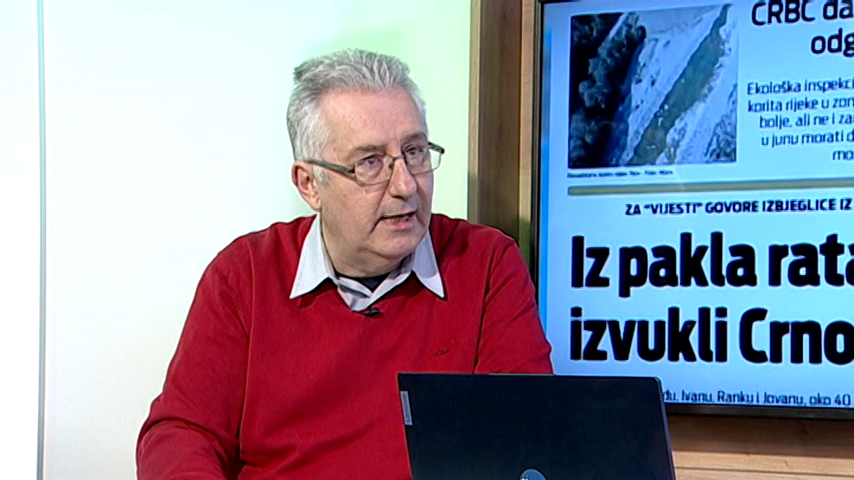 CRBC da
odg
Ekološka inspekci
korita rijeke u zon
bolje, ali ne i za
u junu morati d
mo
ZA "VIJESTI" GOVORE IZBJEGLICE IZ
Iz pakla rata
izvukli Crno
du, Ivanu, Ranku i Jovanu, oko 40